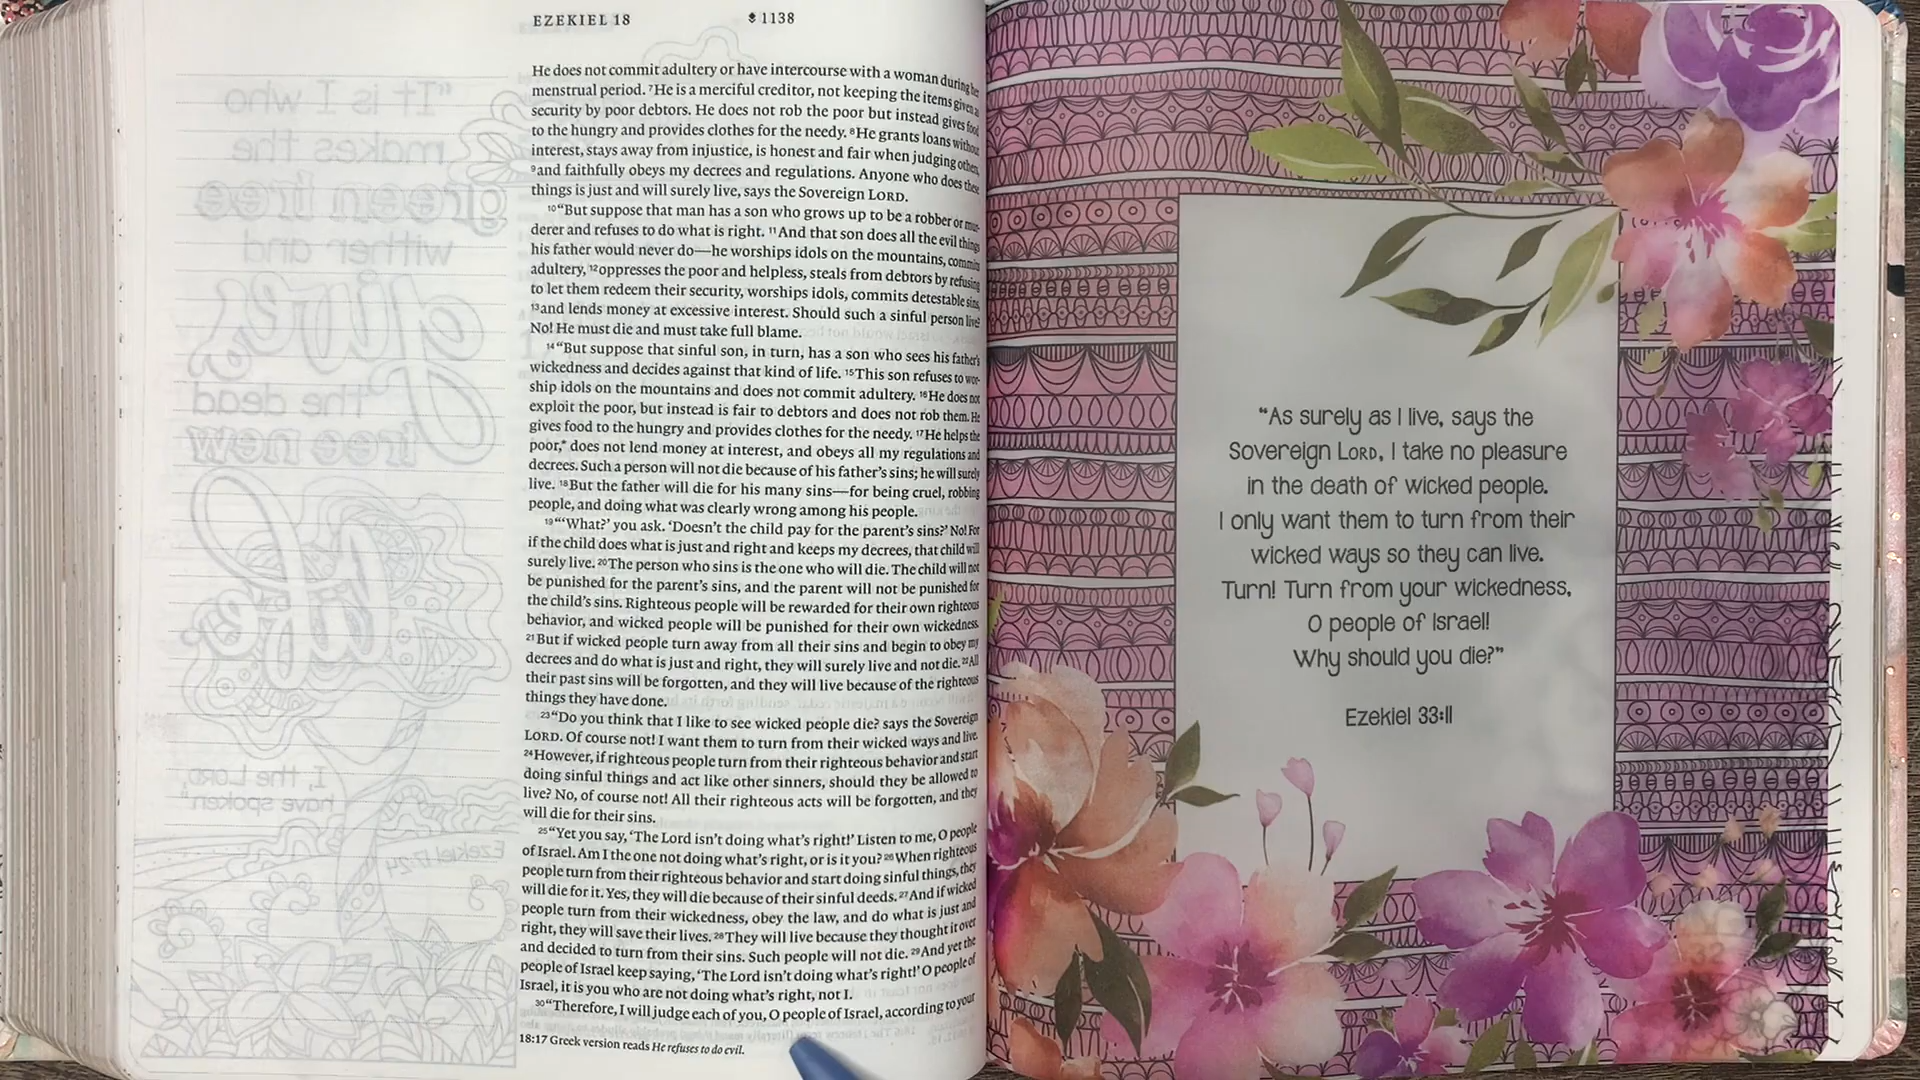 EZEKIEL 18 1138
He does not commit adultery or have intercourse with a woman during her
menstrual period. 7He is a merciful creditor, not keeping the items given as
security by poor debtors. He does not rob the poor but instead gives food
to the hungry and provides clothes for the needy. 8He grants loans without
interest, stays away from injustice, is honest and fair when judging others,
9and faithfully obeys my decrees and regulations. Anyone who does these
things is just and will surely live, says the Sovereign LORD.
10“But suppose that man has a son who grows up to be a robber or mur-
derer and refuses to do what is right. 11And that son does all the evil things
his father would never do—he worships idols on the mountains, commits
adultery, 12oppresses the poor and helpless, steals from debtors by refusing
to let them redeem their security, worships idols, commits detestable sins,
13and lends money at excessive interest. Should such a sinful person live?
No! He must die and must take full blame.
14“But suppose that sinful son, in turn, has a son who sees his father’s
wickedness and decides against that kind of life. 15This son refuses to wor-
ship idols on the mountains and does not commit adultery. 16He does not
exploit the poor, but instead is fair to debtors and does not rob them. He
gives food to the hungry and provides clothes for the needy. 17He helps the
poor,* does not lend money at interest, and obeys all my regulations and
decrees. Such a person will not die because of his father’s sins; he will surely
live. 18But the father will die for his many sins—for being cruel, robbing
people, and doing what was clearly wrong among his people.
19“‘What?’ you ask. ‘Doesn’t the child pay for the parent’s sins?’ No! For
if the child does what is just and right and keeps my decrees, that child will
surely live. 20The person who sins is the one who will die. The child will not
be punished for the parent’s sins, and the parent will not be punished for
the child’s sins. Righteous people will be rewarded for their own righteous
behavior, and wicked people will be punished for their own wickedness.
21But if wicked people turn away from all their sins and begin to obey my
decrees and do what is just and right, they will surely live and not die. 22All
their past sins will be forgotten, and they will live because of the righteous
things they have done.
23“Do you think that I like to see wicked people die? says the Sovereign
LORD. Of course not! I want them to turn from their wicked ways and live.
24However, if righteous people turn from their righteous behavior and start
doing sinful things and act like other sinners, should they be allowed to
live? No, of course not! All their righteous acts will be forgotten, and they
will die for their sins.
25“Yet you say, ‘The Lord isn’t doing what’s right!’ Listen to me, O people
of Israel. Am I the one not doing what’s right, or is it you? 26When righteous
people turn from their righteous behavior and start doing sinful things, they
will die for it. Yes, they will die because of their sinful deeds. 27And if wicked
people turn from their wickedness, obey the law, and do what is just and
right, they will save their lives. 28They will live because they thought it over
and decided to turn from their sins. Such people will not die. 29And yet the
people of Israel keep saying, ‘The Lord isn’t doing what’s right!’ O people of
Israel, it is you who are not doing what’s right, not I.
30“Therefore, I will judge each of you, O people of Israel, according to your
18:17 Greek version reads He refuses to do evil.
“As surely as I live, says the
Sovereign LORD, I take no pleasure
in the death of wicked people.
I only want them to turn from their
wicked ways so they can live.
Turn! Turn from your wickedness,
O people of Israel!
Why should you die?”
Ezekiel 33:11
“It is I who
makes the
green tree
wither and
gives
the dead
tree new
life
I, the Lord,
have spoken”
Ezekiel 17:24